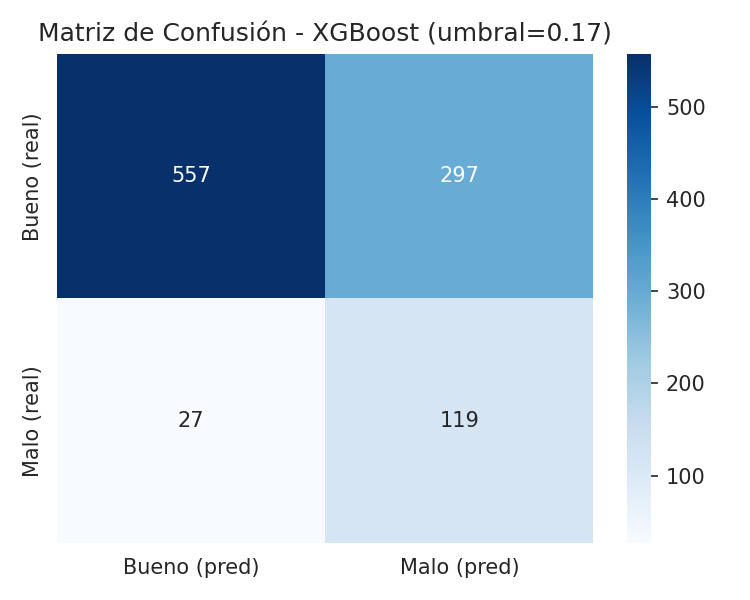 Matriz de Confusión - XGBoost (umbral=0.17)
Bueno (real)
557
297
Malo (real)
27
119
Bueno (pred)
Malo (pred)
500
400
300
200
100